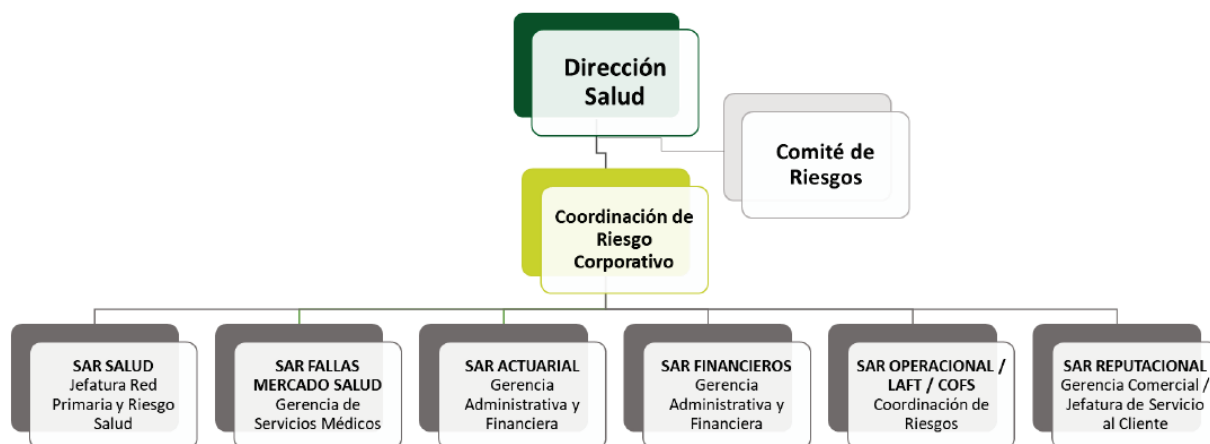 Dirección
Salud
Comité de
Riesgos
Coordinación de
Riesgo
Corporativo
SAR SALUD
Jefatura Red
Primaria y Riesgo
Salud
SAR FALLAS
MERCADO SALUD
Gerencia de
Servicios Médicos
SAR ACTUARIAL
Gerencia
Administrativa y
Financiera
SAR FINANCIEROS
Gerencia
Administrativa y
Financiera
SAR OPERACIONAL /
LAFT / COFS
Coordinación de
Riesgos
SAR REPUTACIONAL
Gerencia Comercial /
Jefatura de Servicio
al Cliente